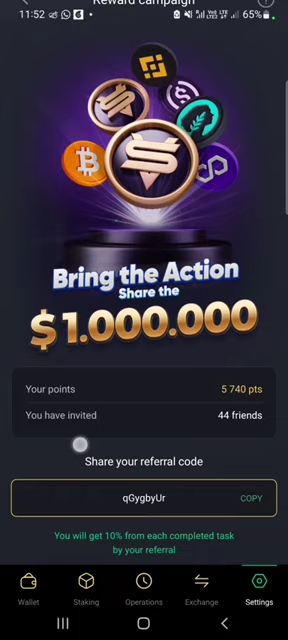 Reward campaign
11:52
65%
Bring the Action
Share the
$1.000.000
Your points 5 740 pts
You have invited 44 friends
Share your referral code
qGygbyUr COPY
You will get 10% from each completed task
by your referral
Wallet Staking Operations Exchange Settings